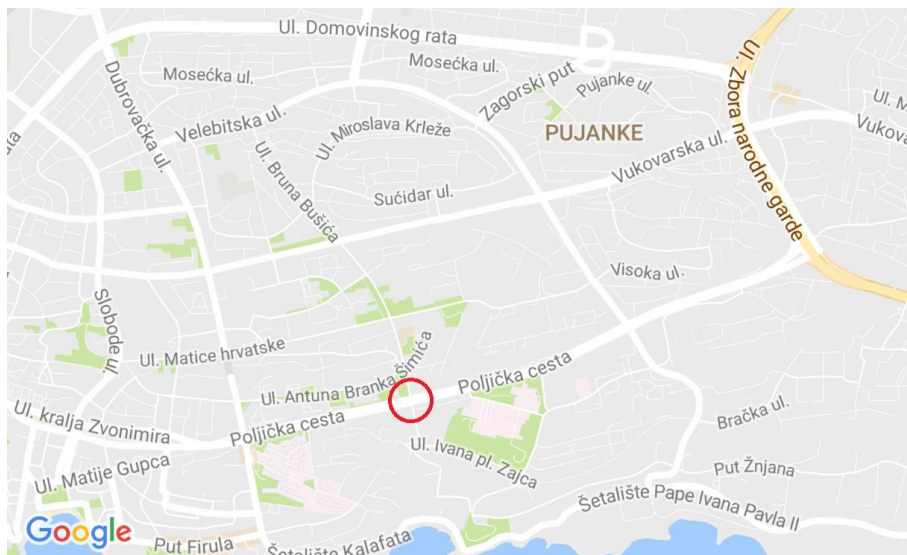 Ul. Domovinskog rata
Mosećka ul.
Mosećka ul.
Dubrovačka ul.
Zagorski put
Pujanke ul.
Ul. Zbora narodne garde
Velebitska ul.
Ul. Miroslava Krleže
PUJANKE
Ul. Bruna Bušića
Vukovarska ul.
Sućidar ul.
Visoka ul.
Slobode ul.
Ul. Matice hrvatske
Ul. Antuna Branka Šimića
Poljička cesta
Ul. kralja Zvonimira
Poljička cesta
Bračka ul.
Ul. Matije Gupca
Ul. Ivana pl. Zajca
Put Žnjana
Šetalište Pape Ivana Pavla II
Google
Put Firula
Šetalište Kalafata